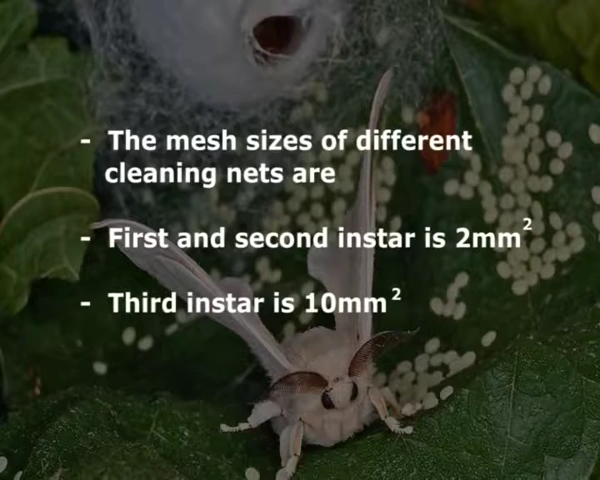 - The mesh sizes of different
cleaning nets are
- First and second instar is 2mm²
- Third instar is 10mm²